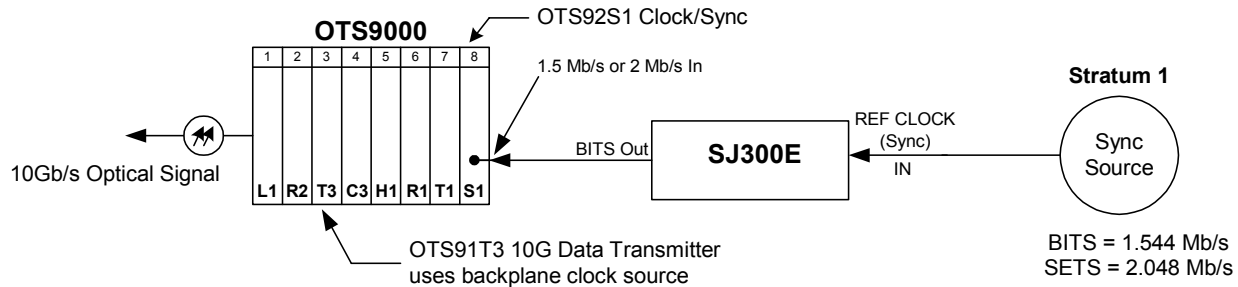 OTS92S1 Clock/Sync
OTS9000
1 2 3 4 5 6 7 8
1.5 Mb/s or 2 Mb/s In
Stratum 1
REF CLOCK
(Sync)
IN
BITS Out
SJ300E
Sync
Source
10Gb/s Optical Signal
L1 R2 T3 C3 H1 R1 T1 S1
OTS91T3 10G Data Transmitter
uses backplane clock source
BITS = 1.544 Mb/s
SETS = 2.048 Mb/s